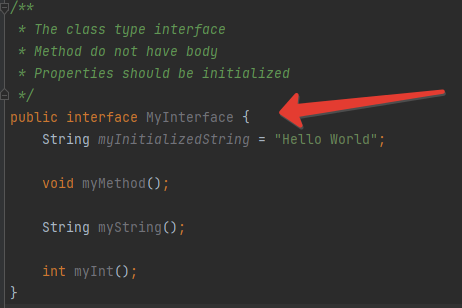 /**
* The class type interface
* Method do not have body
* Properties should be initialized
*/
public interface MyInterface {
String myInitializedString = "Hello World";
void myMethod();
String myString();
int myInt();
}